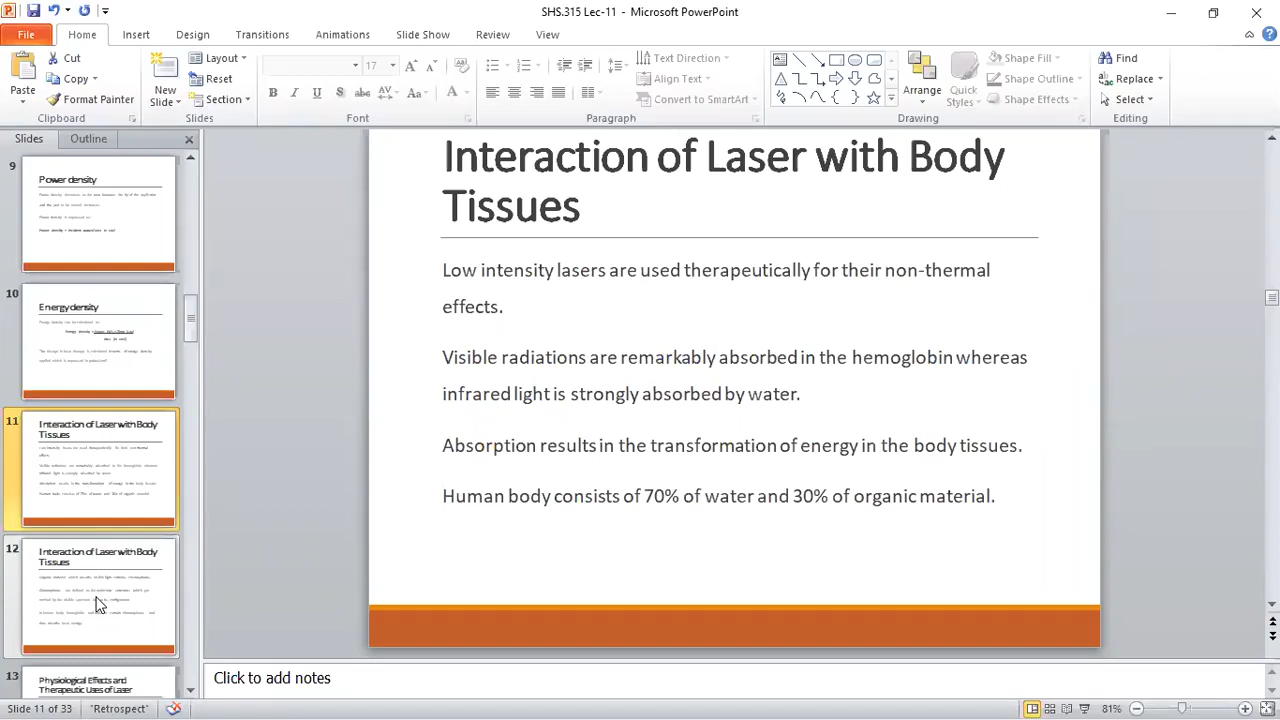 SHS.315 Lec-11 - Microsoft PowerPoint
File Home Insert Design Transitions Animations Slide Show Review View
Paste
Cut
Copy
Format Painter
Clipboard
New Slide
Layout
Reset
Section
Slides
17
Font
Text Direction
Align Text
Convert to SmartArt
Paragraph
Arrange
Quick Styles
Shape Fill
Shape Outline
Shape Effects
Drawing
Find
Replace
Select
Editing
Slides Outline
9
Power density
10
Energy density
11
Interaction of Laser with Body
Tissues
12
Interaction of Laser with Body
Tissues
13
Physiological Effects and
Therapeutic Uses of Laser
Interaction of Laser with Body
Tissues
Low intensity lasers are used therapeutically for their non-thermal
effects.
Visible radiations are remarkably absorbed in the hemoglobin whereas
infrared light is strongly absorbed by water.
Absorption results in the transformation of energy in the body tissues.
Human body consists of 70% of water and 30% of organic material.
Click to add notes
Slide 11 of 33 "Retrospect" 81%